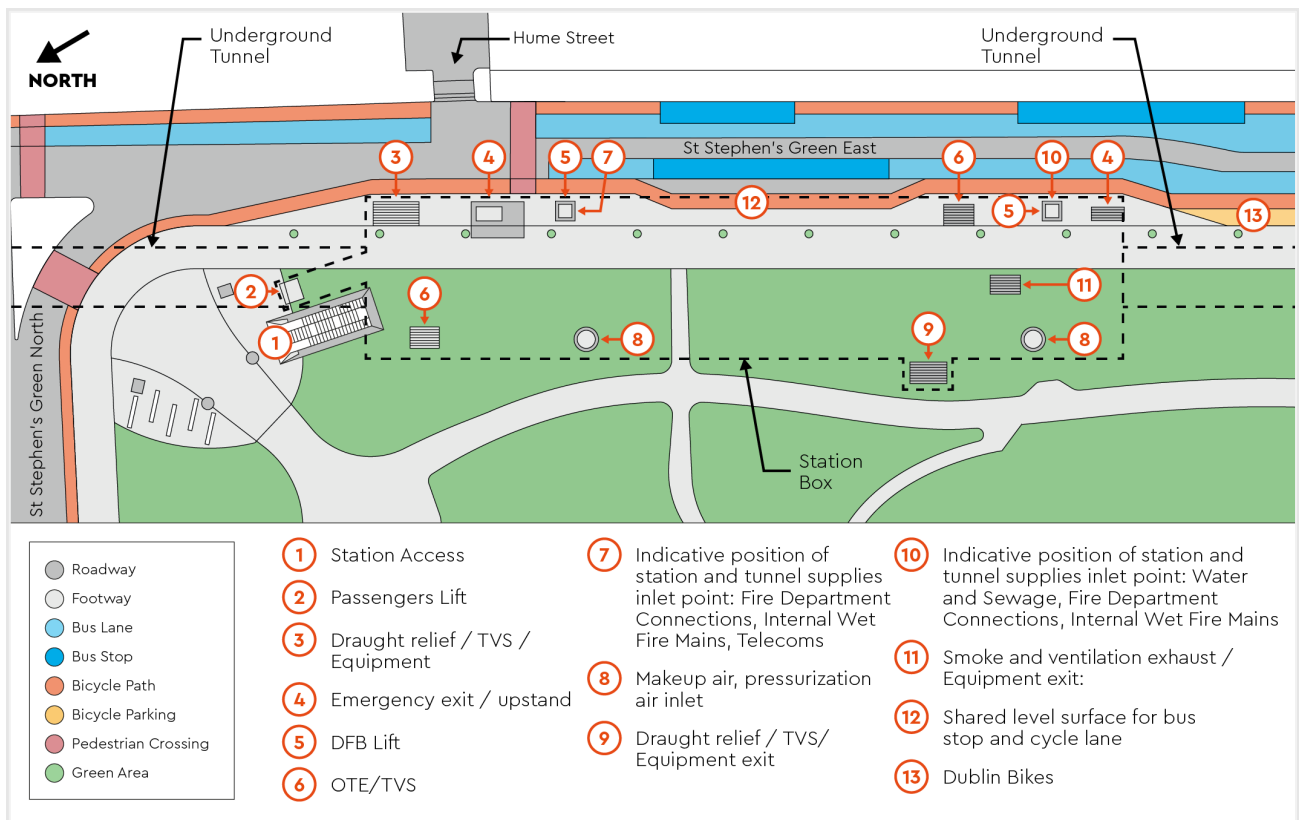 Underground
Tunnel
Hume Street
Underground
Tunnel
NORTH
3
4
5
7
St Stephen's Green East
6
10
4
12
5
13
2
11
6
1
8
9
8
St Stephen's Green North
Station
Box
Roadway
Footway
Bus Lane
Bus Stop
Bicycle Path
Bicycle Parking
Pedestrian Crossing
Green Area
1 Station Access
2 Passengers Lift
3 Draught relief / TVS /
Equipment
4 Emergency exit / upstand
5 DFB Lift
6 OTE/TVS
7 Indicative position of
station and tunnel supplies
inlet point: Fire Department
Connections, Internal Wet
Fire Mains, Telecoms
8 Makeup air, pressurization
air inlet
9 Draught relief / TVS/
Equipment exit
10 Indicative position of station and
tunnel supplies inlet point: Water
and Sewage, Fire Department
Connections, Internal Wet Fire Mains
11 Smoke and ventilation exhaust /
Equipment exit:
12 Shared level surface for bus
stop and cycle lane
13 Dublin Bikes